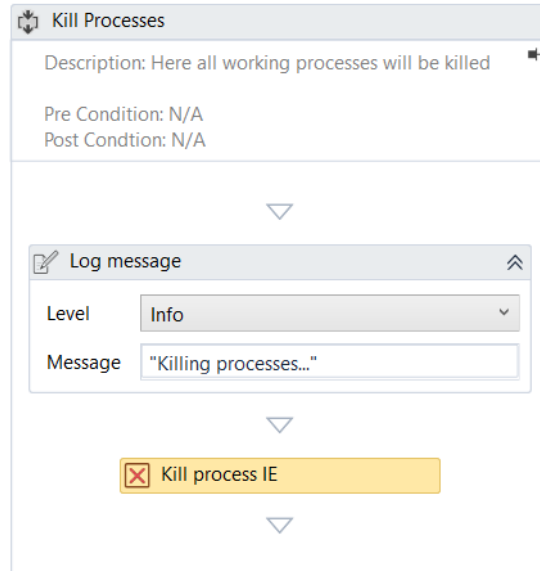 Kill Processes
Description: Here all working processes will be killed
Pre Condition: N/A
Post Condtion: N/A
Log message
Level Info
Message "Killing processes..."
Kill process IE